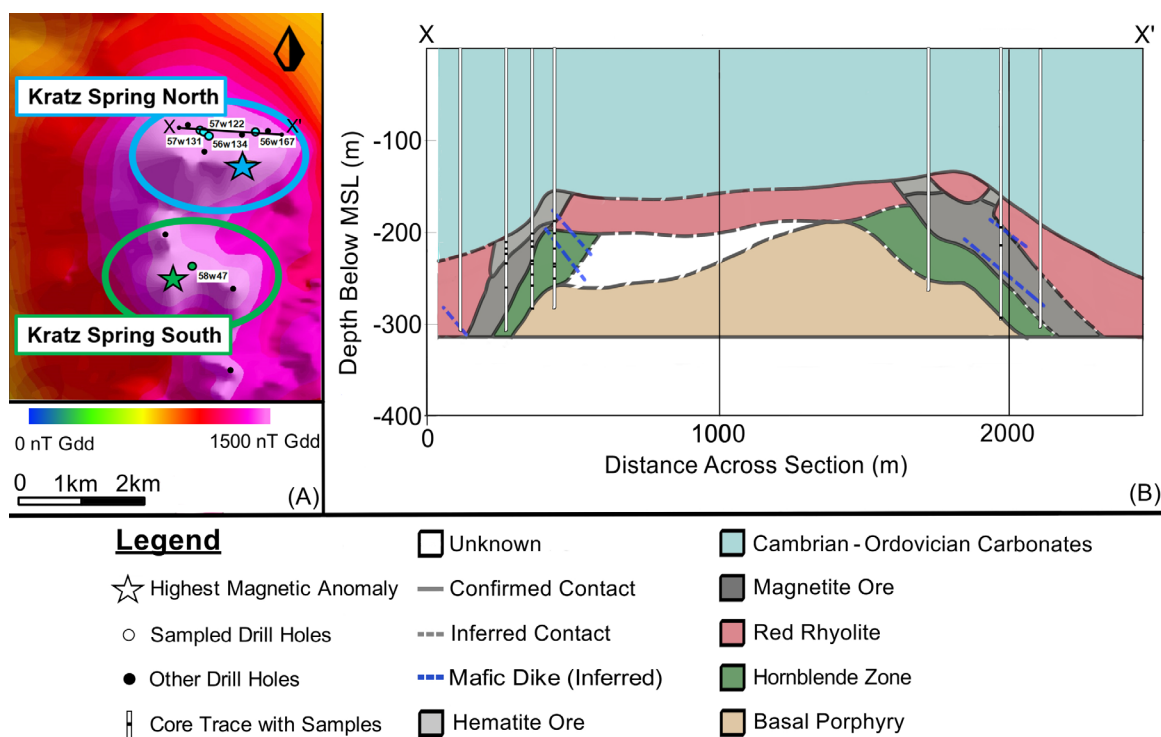 Kratz Spring North
X
57w122
X'
57w131
56w134
56w167
58w47
Kratz Spring South
0 nT Gdd
1500 nT Gdd
0
1km
2km
(A)
X
X'
Depth Below MSL (m)
-100
-200
-300
-400
0
1000
2000
Distance Across Section (m)
(B)
Legend
Highest Magnetic Anomaly
Sampled Drill Holes
Other Drill Holes
Core Trace with Samples
Unknown
Confirmed Contact
Inferred Contact
Mafic Dike (Inferred)
Hematite Ore
Cambrian - Ordovician Carbonates
Magnetite Ore
Red Rhyolite
Hornblende Zone
Basal Porphyry